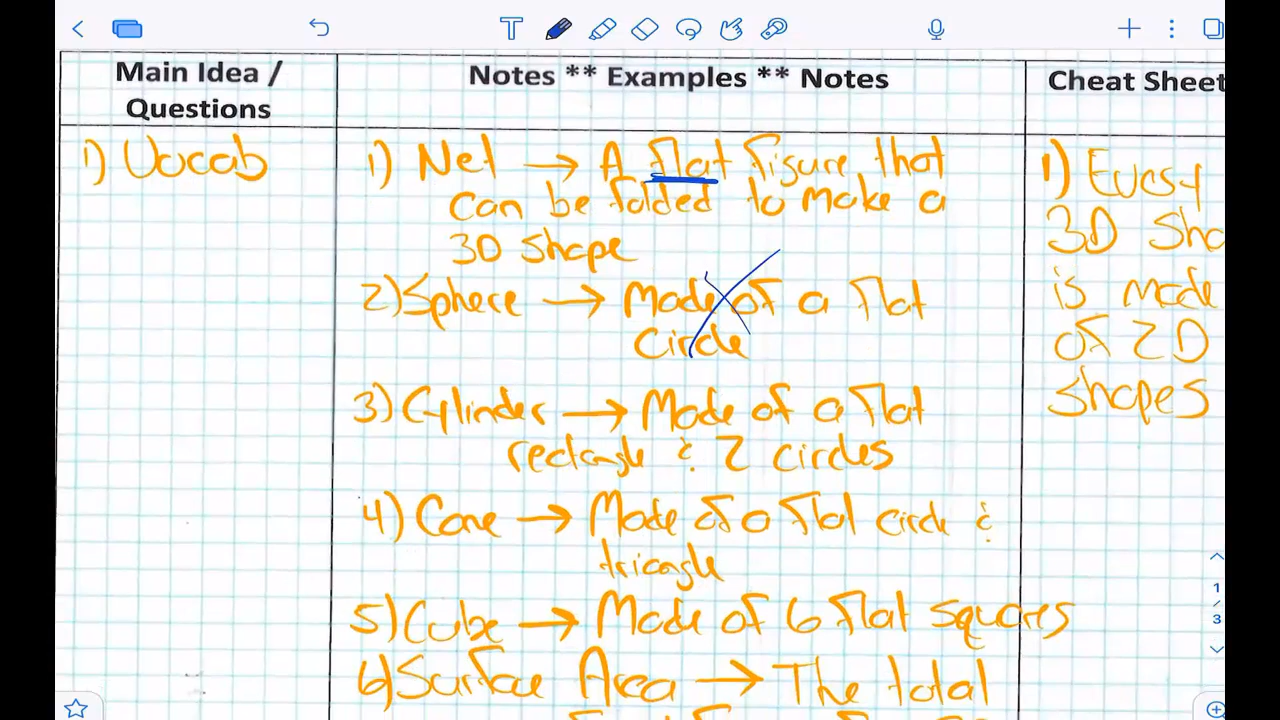 Main Idea /
Questions
Notes ** Examples ** Notes
Cheat Sheet
1) Vocab
1) Net → A flat figure that
can be folded to make a
3D Shape
2) Sphere → Made of a flat
Circle
3) Cylinder → Made of a flat
rectangle & 2 circles
4) Cone → Made of a flat circle &
triangle
5) Cube → Made of 6 flat squares
6) Surface Area → The total
1) Every
3D Sha
is made
of 2D
shapes
1
/
3